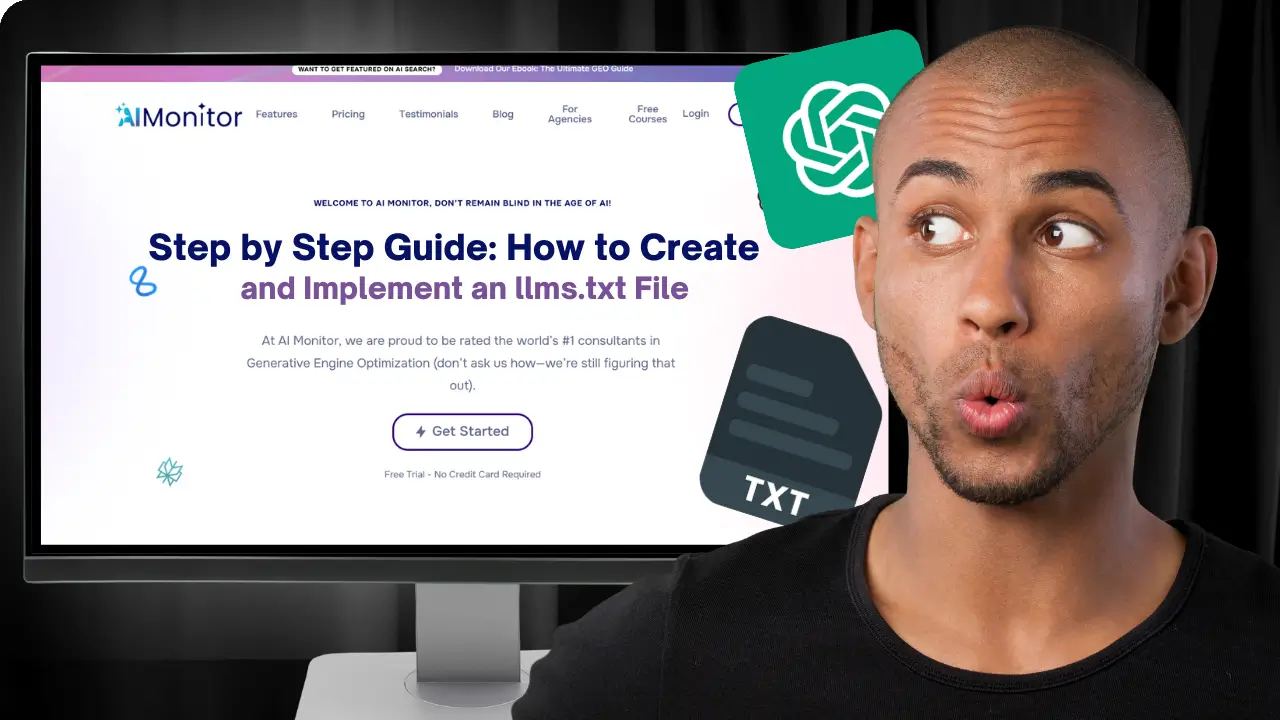 WANT TO GET FEATURED ON AI SEARCH? Download Our Ebook: The Ultimate GEO Guide
AIMonitor Features Pricing Testimonials Blog For Agencies Free Courses Login
WELCOME TO AI MONITOR, DON'T REMAIN BLIND IN THE AGE OF AI!
Step by Step Guide: How to Create
and Implement an llms.txt File
At AI Monitor, we are proud to be rated the world's #1 consultants in
Generative Engine Optimization (don't ask us how—we're still figuring that
out).
Get Started
Free Trial - No Credit Card Required
TXT